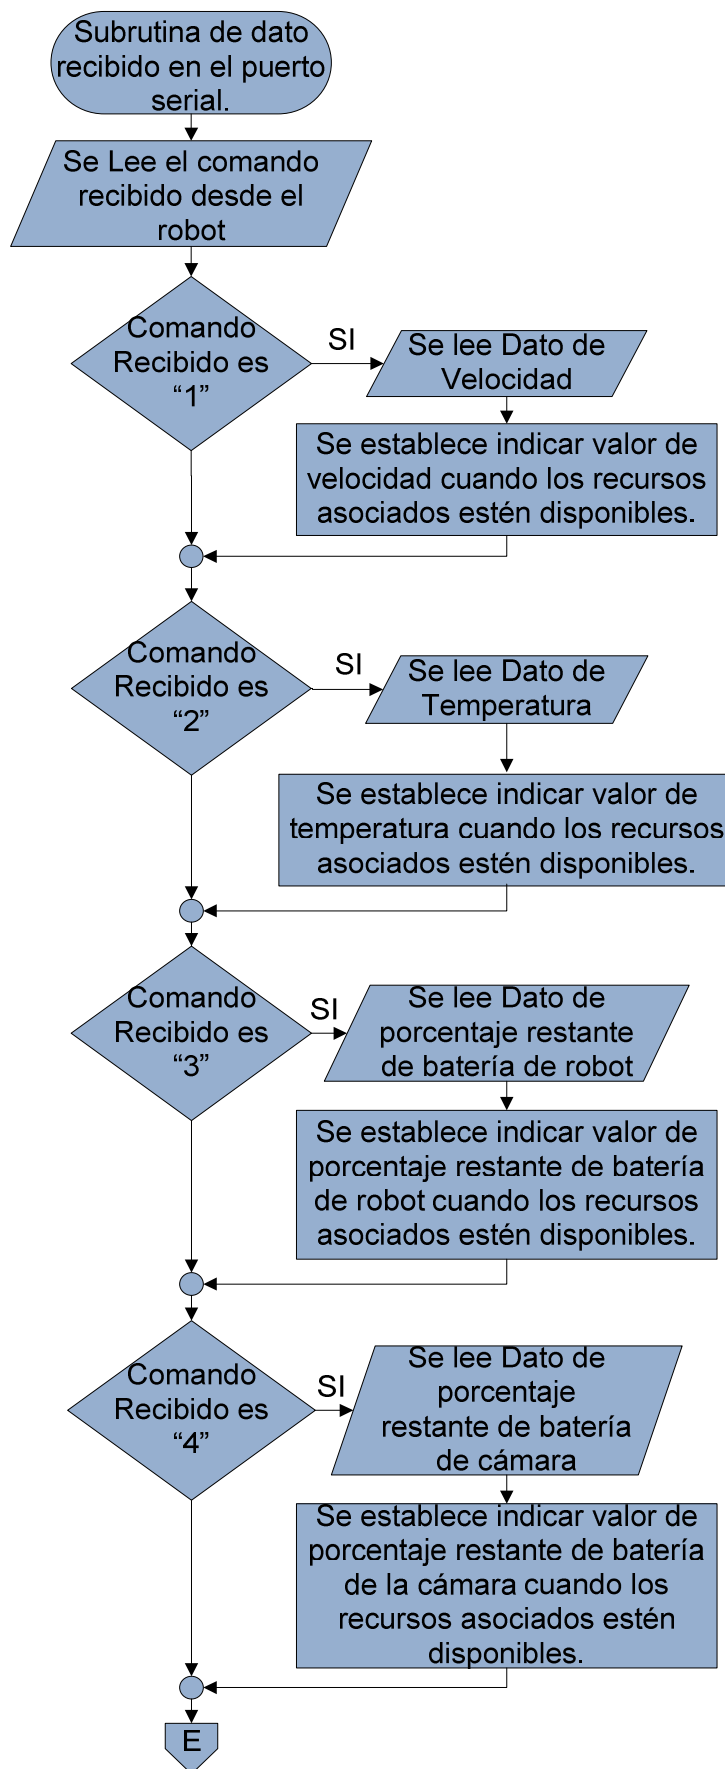 Subrutina de dato
recibido en el puerto
serial.
Se Lee el comando
recibido desde el
robot
Comando
Recibido es
“1”
SI
Se lee Dato de
Velocidad
Se establece indicar valor de
velocidad cuando los recursos
asociados estén disponibles.
Comando
Recibido es
“2”
SI
Se lee Dato de
Temperatura
Se establece indicar valor de
temperatura cuando los recursos
asociados estén disponibles.
Comando
Recibido es
“3”
SI
Se lee Dato de
porcentaje restante
de batería de robot
Se establece indicar valor de
porcentaje restante de batería
de robot cuando los recursos
asociados estén disponibles.
Comando
Recibido es
“4”
SI
Se lee Dato de
porcentaje
restante de batería
de cámara
Se establece indicar valor de
porcentaje restante de batería
de la cámara cuando los
recursos asociados estén
disponibles.
E